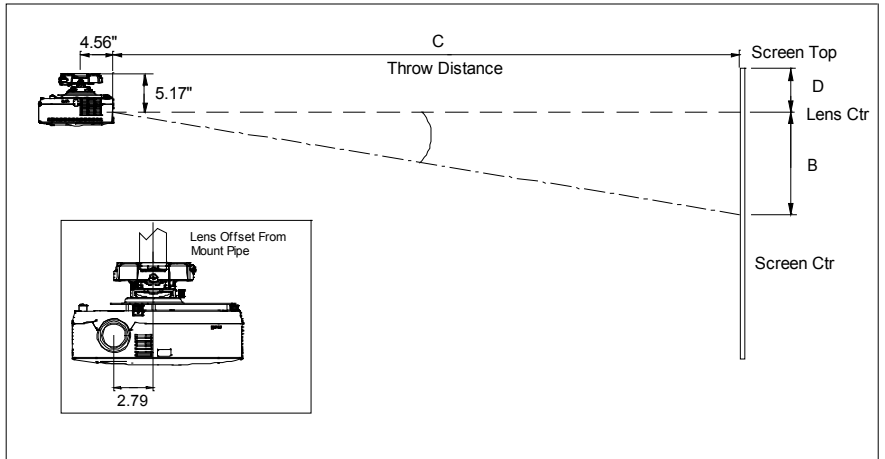 4.56"
C
Screen Top
Throw Distance
D
5.17"
Lens Ctr
B
Lens Offset From
Mount Pipe
Screen Ctr
2.79